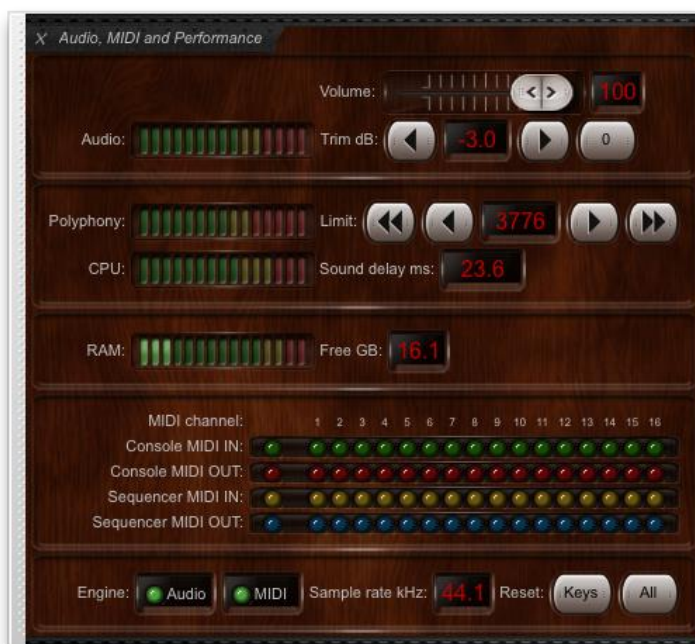 X Audio, MIDI and Performance
Volume: 100
Audio: Trim dB: -3.0 0
Polyphony: Limit: 3776
CPU: Sound delay ms: 23.6
RAM: Free GB: 16.1
MIDI channel: 1 2 3 4 5 6 7 8 9 10 11 12 13 14 15 16
Console MIDI IN:
Console MIDI OUT:
Sequencer MIDI IN:
Sequencer MIDI OUT:
Engine: Audio MIDI Sample rate kHz: 44.1 Reset: Keys All